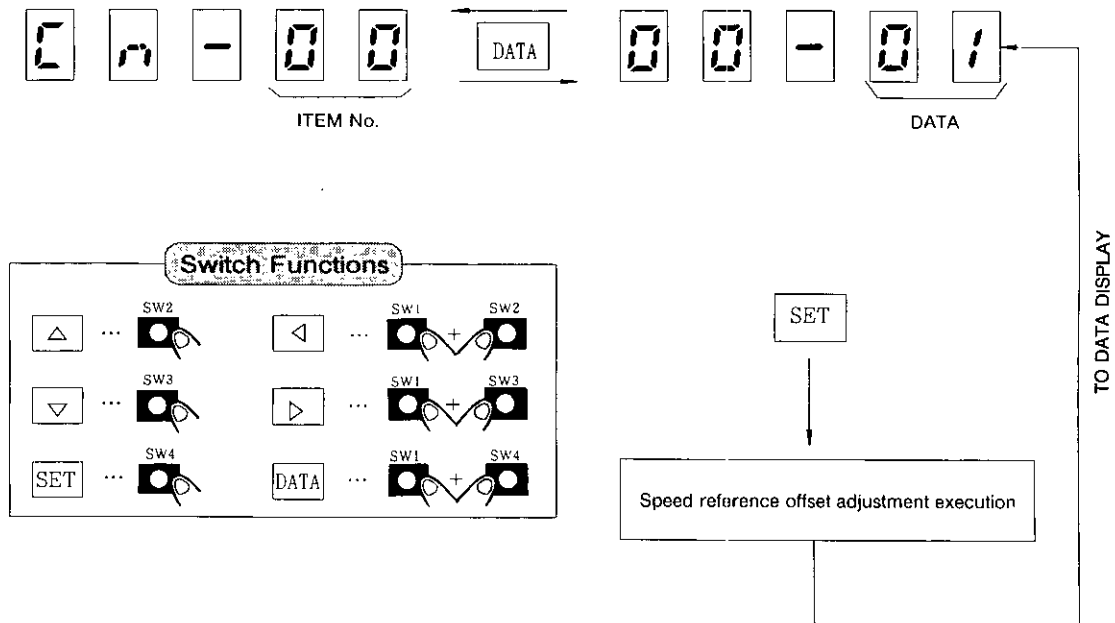 Cn-00 DATA 00-01
ITEM No. DATA
Switch Functions
SW2 SW1 SW2
△ ··· ◁ ··· +
SW3 SW1 SW3
▽ ··· ▷ ··· +
SW4 SW1 SW4
SET ··· DATA ··· +
SET
Speed reference offset adjustment execution
TO DATA DISPLAY